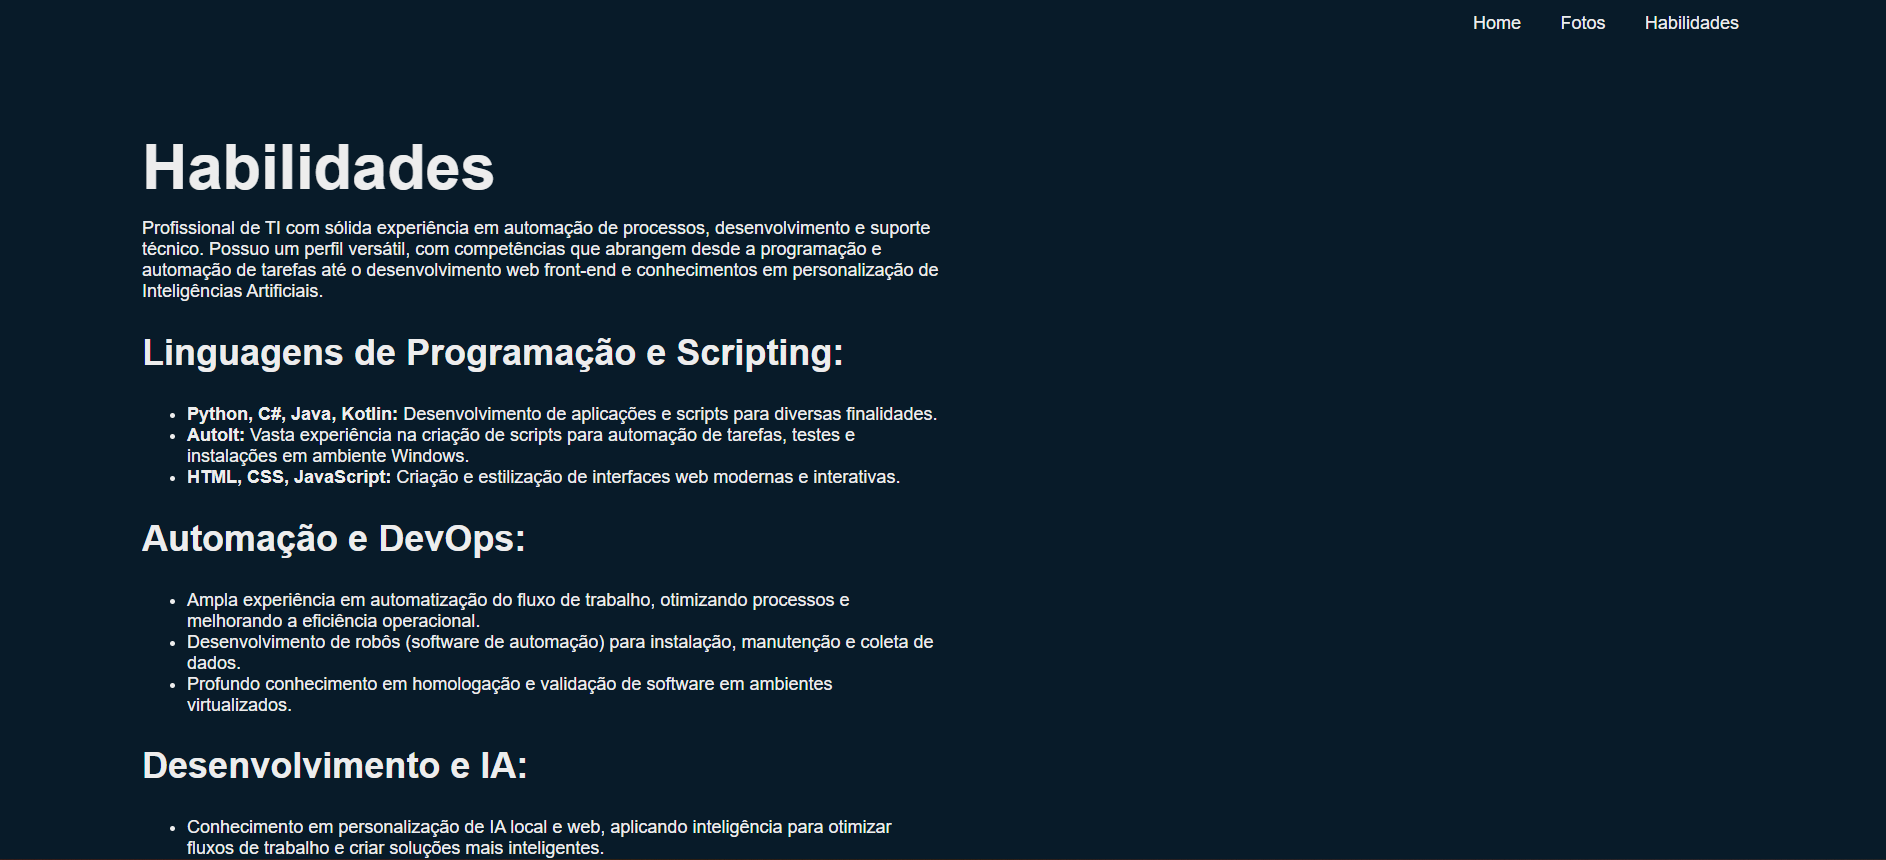 Home Fotos Habilidades
Habilidades
Profissional de TI com sólida experiência em automação de processos, desenvolvimento e suporte
técnico. Possuo um perfil versátil, com competências que abrangem desde a programação e
automação de tarefas até o desenvolvimento web front-end e conhecimentos em personalização de
Inteligências Artificiais.
Linguagens de Programação e Scripting:
• Python, C#, Java, Kotlin: Desenvolvimento de aplicações e scripts para diversas finalidades.
• AutoIt: Vasta experiência na criação de scripts para automação de tarefas, testes e
instalações em ambiente Windows.
• HTML, CSS, JavaScript: Criação e estilização de interfaces web modernas e interativas.
Automação e DevOps:
• Ampla experiência em automatização do fluxo de trabalho, otimizando processos e
melhorando a eficiência operacional.
• Desenvolvimento de robôs (software de automação) para instalação, manutenção e coleta de
dados.
• Profundo conhecimento em homologação e validação de software em ambientes
virtualizados.
Desenvolvimento e IA:
• Conhecimento em personalização de IA local e web, aplicando inteligência para otimizar
fluxos de trabalho e criar soluções mais inteligentes.